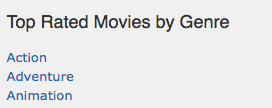 Top Rated Movies by Genre
Action
Adventure
Animation